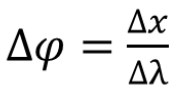 Δφ = Δx / Δλ